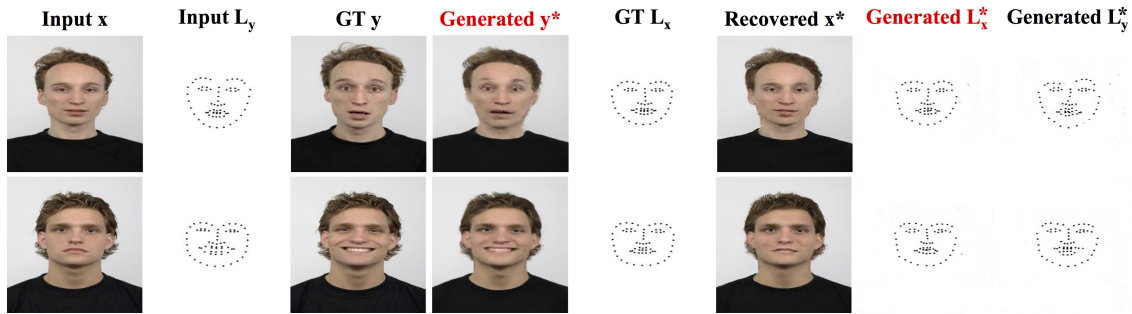 Input x Input Ly GT y Generated y* GT Lx Recovered x* Generated L*x Generated L*y